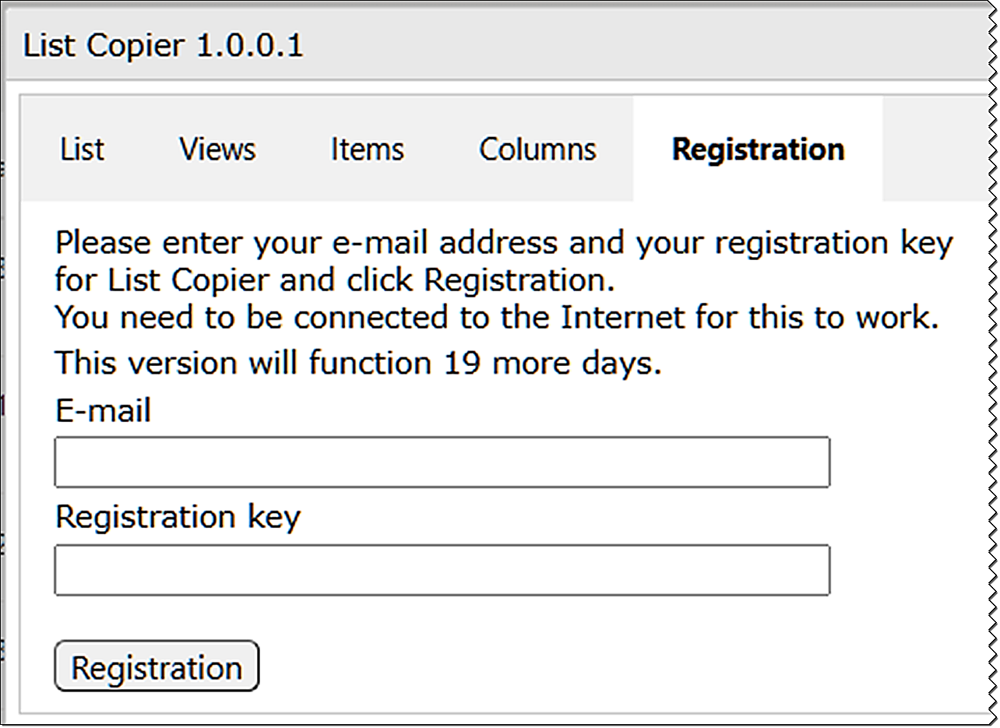 List Copier 1.0.0.1
List Views Items Columns Registration
Please enter your e-mail address and your registration key
for List Copier and click Registration.
You need to be connected to the Internet for this to work.
This version will function 19 more days.
E-mail
Registration key
Registration